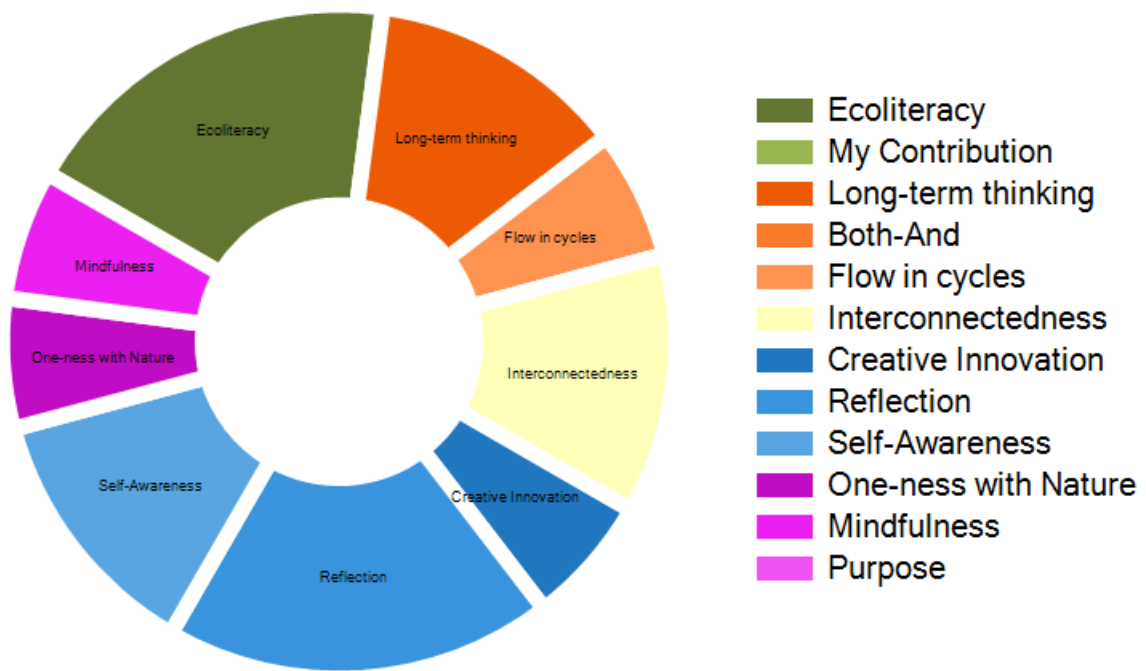 Ecoliteracy
Long-term thinking
Flow in cycles
Mindfulness
One-ness with Nature
Interconnectedness
Self-Awareness
Creative Innovation
Reflection
Ecoliteracy
My Contribution
Long-term thinking
Both-And
Flow in cycles
Interconnectedness
Creative Innovation
Reflection
Self-Awareness
One-ness with Nature
Mindfulness
Purpose